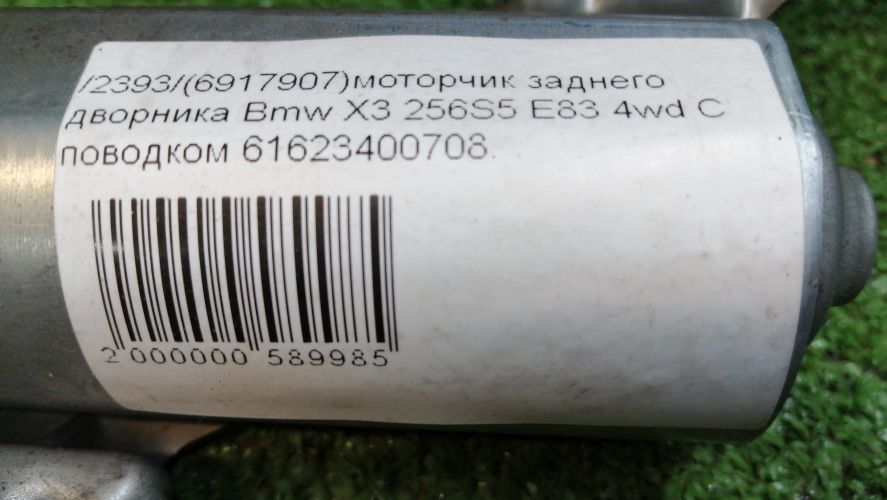 /2393/(6917907)моторчик заднего
дворника Bmw X3 256S5 E83 4wd С
поводком 61623400708.
2 000000 589985